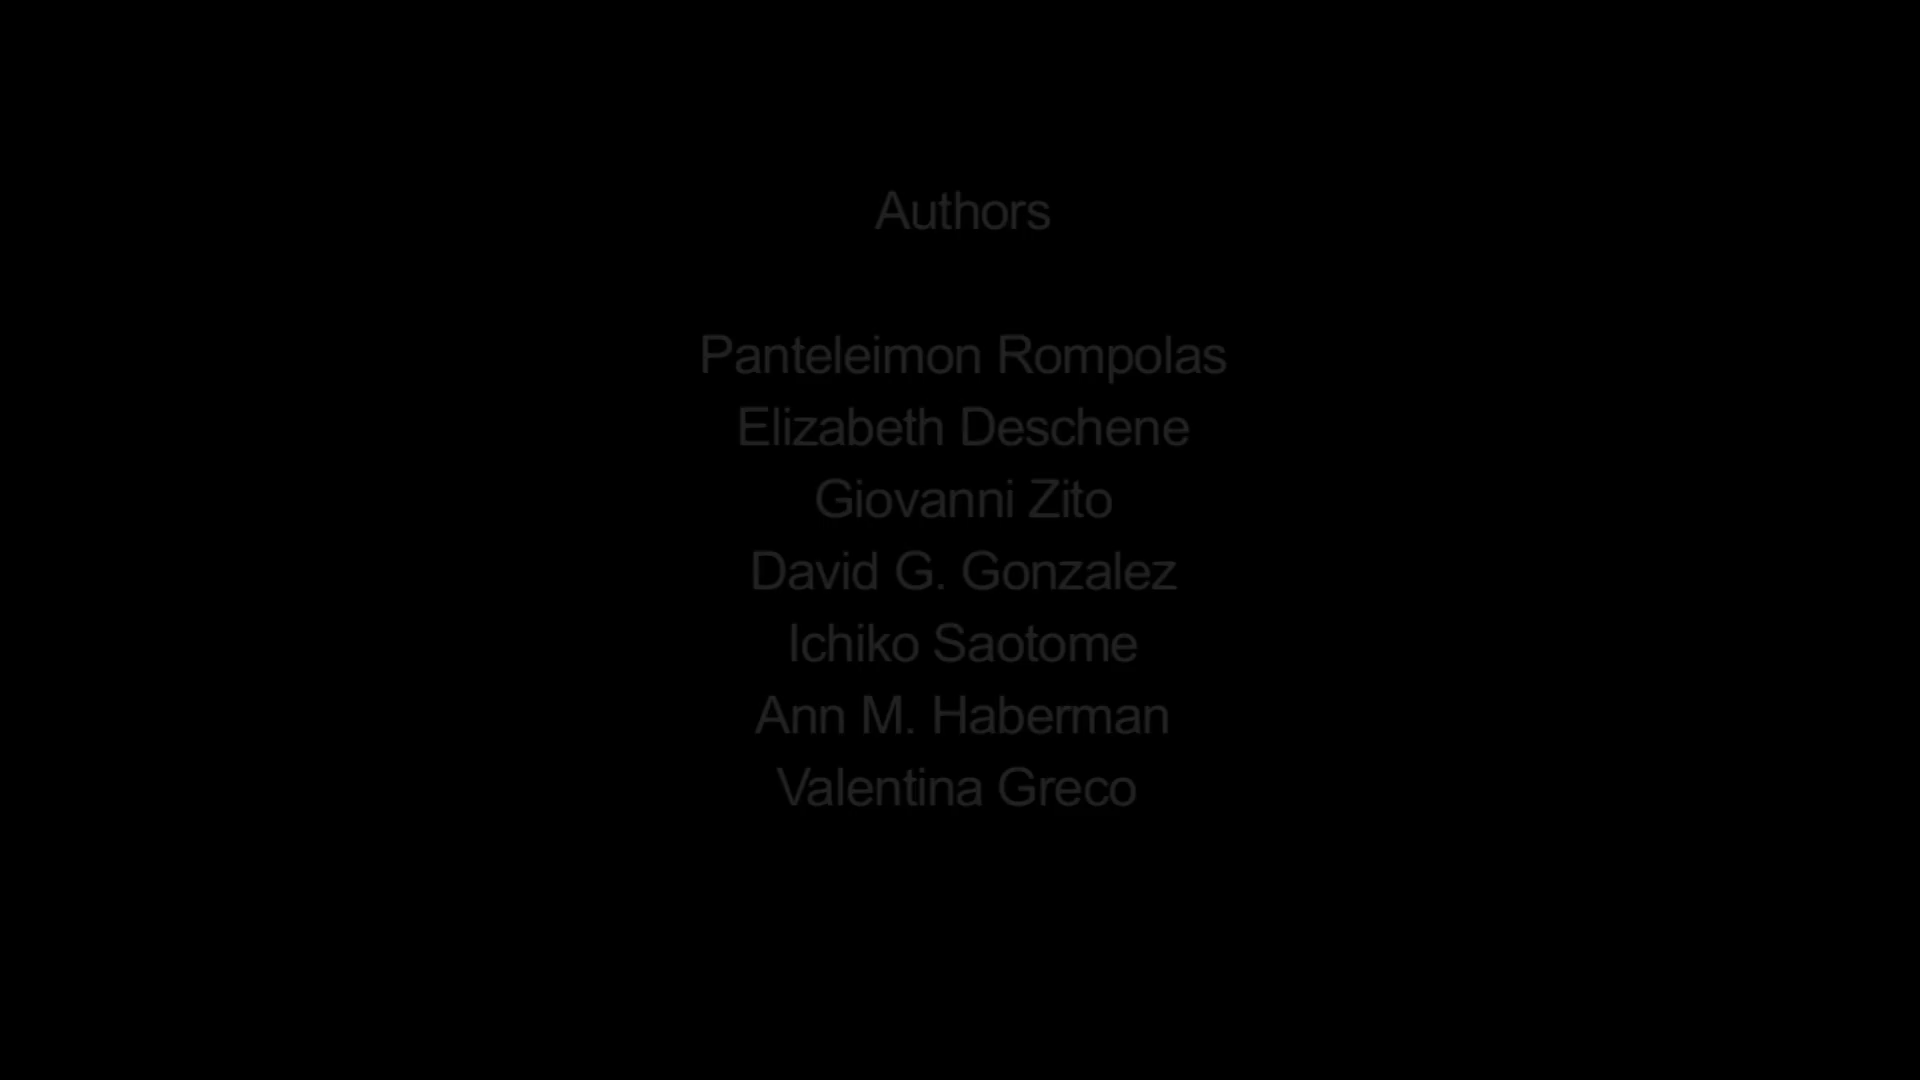 Authors
Panteleimon Rompolas
Elizabeth Deschene
Giovanni Zito
David G. Gonzalez
Ichiko Saotome
Ann M. Haberman
Valentina Greco